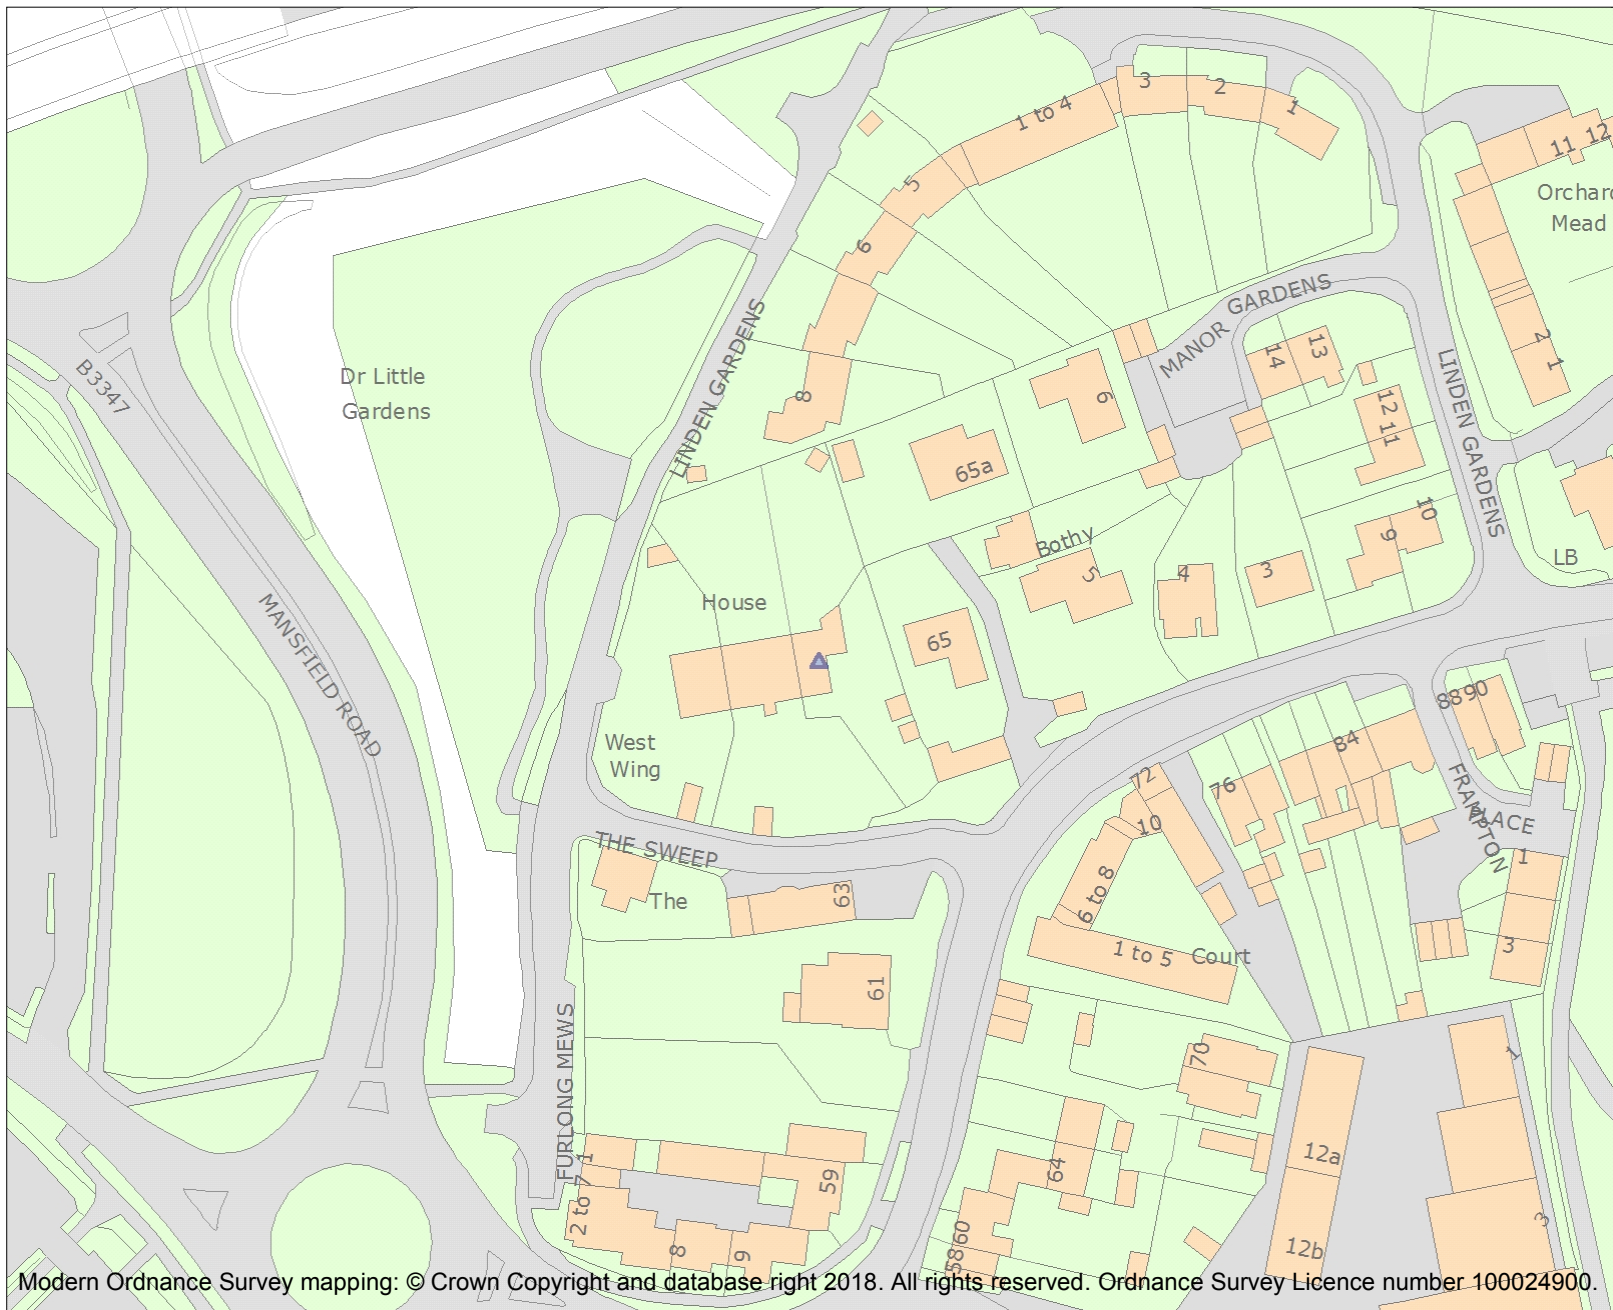 3
2
1
1 to 4
11 12
Orchard
Mead
5
6
GARDENS
MANOR
LINDEN GARDENS
14
13
2
1
B3347
Dr Little
Gardens
8
6
12
11
LINDEN GARDENS
65a
10
9
Bothy
5
4
3
LB
House
65
MANSFIELD ROAD
West
Wing
88
90
84
76
72
10
FRAMPTON
PLACE
THE SWEEP
The
63
6 to 8
1
3
1 to 5
Court
61
FURLONG MEWS
70
1
12a
64
59
1
2 to 7
8
9
60
58
12b
3
Modern Ordnance Survey mapping: © Crown Copyright and database right 2018. All rights reserved. Ordnance Survey Licence number 100024900.